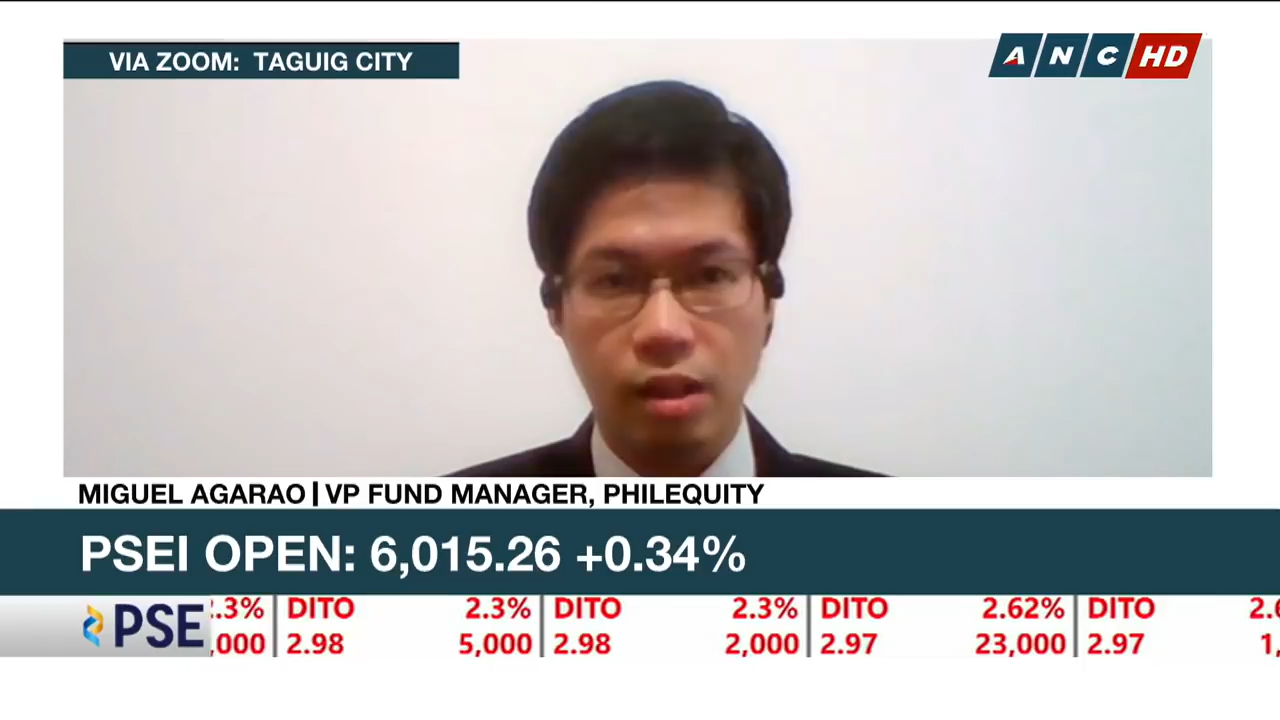 VIA ZOOM: TAGUIG CITY
ANC HD
MIGUEL AGARAO | VP FUND MANAGER, PHILEQUITY
PSEI OPEN: 6,015.26 +0.34%
PSE
.3% DITO 2.3% DITO 2.3% DITO 2.62% DITO
,000 2.98 5,000 2.98 2,000 2.97 23,000 2.97